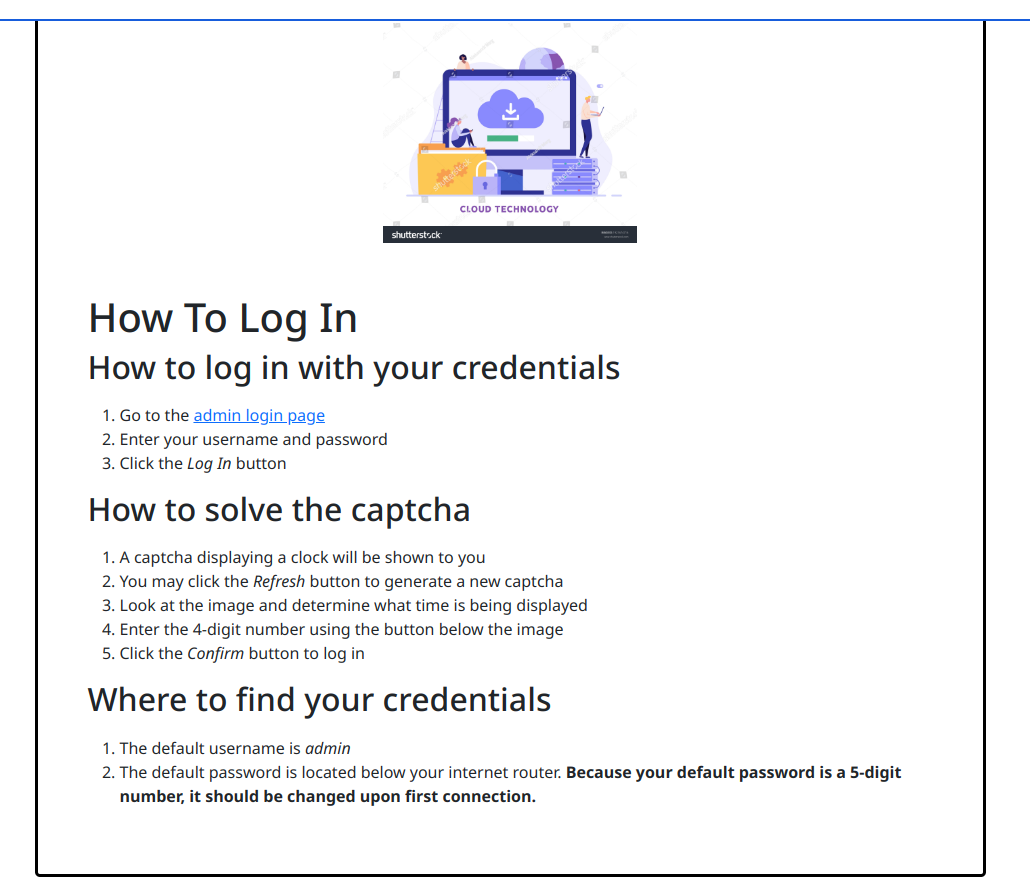 CLOUD TECHNOLOGY
shutterstock
How To Log In
How to log in with your credentials
1. Go to the admin login page
2. Enter your username and password
3. Click the Log In button
How to solve the captcha
1. A captcha displaying a clock will be shown to you
2. You may click the Refresh button to generate a new captcha
3. Look at the image and determine what time is being displayed
4. Enter the 4-digit number using the button below the image
5. Click the Confirm button to log in
Where to find your credentials
1. The default username is admin
2. The default password is located below your internet router. Because your default password is a 5-digit
number, it should be changed upon first connection.